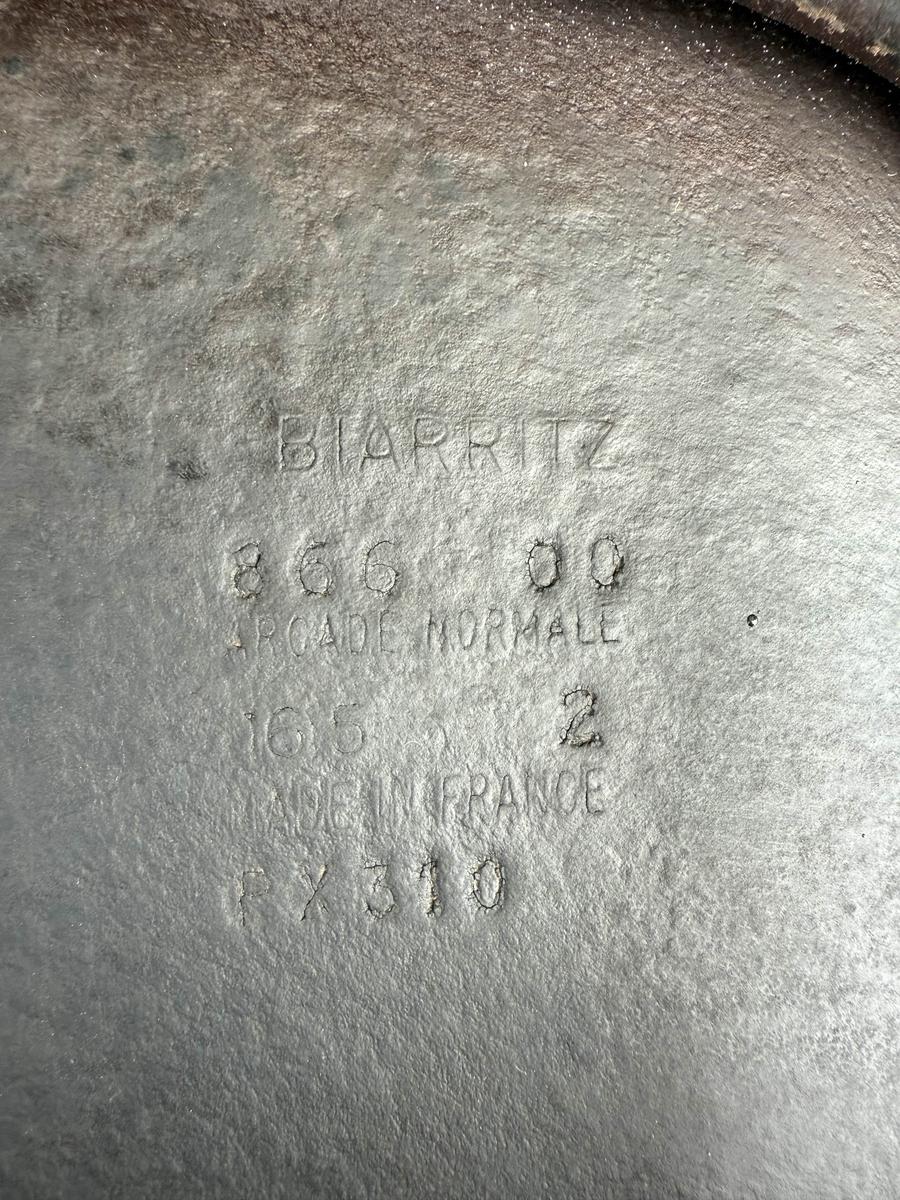 BIARRITZ
866 00
ARCADE NORMALE
165 2
MADE IN FRANCE
PX310